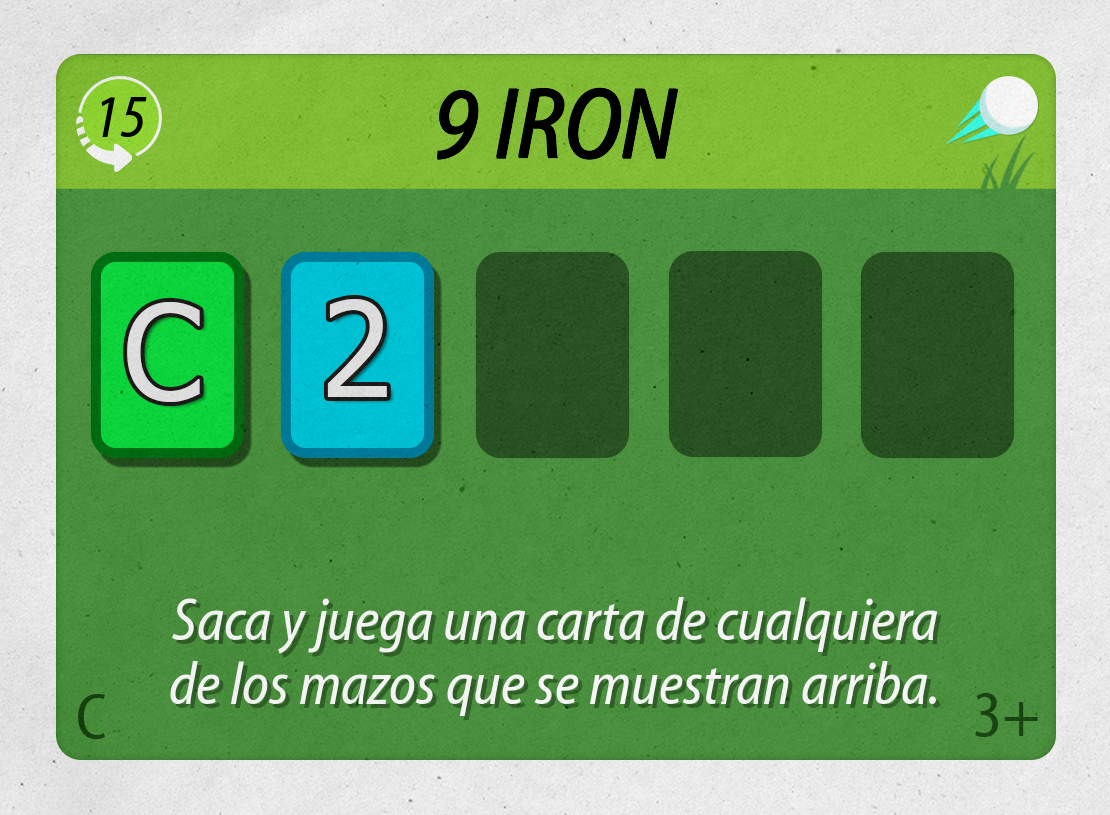 15
9 IRON
C 2
Saca y juega una carta de cualquiera
de los mazos que se muestran arriba.
C
3+